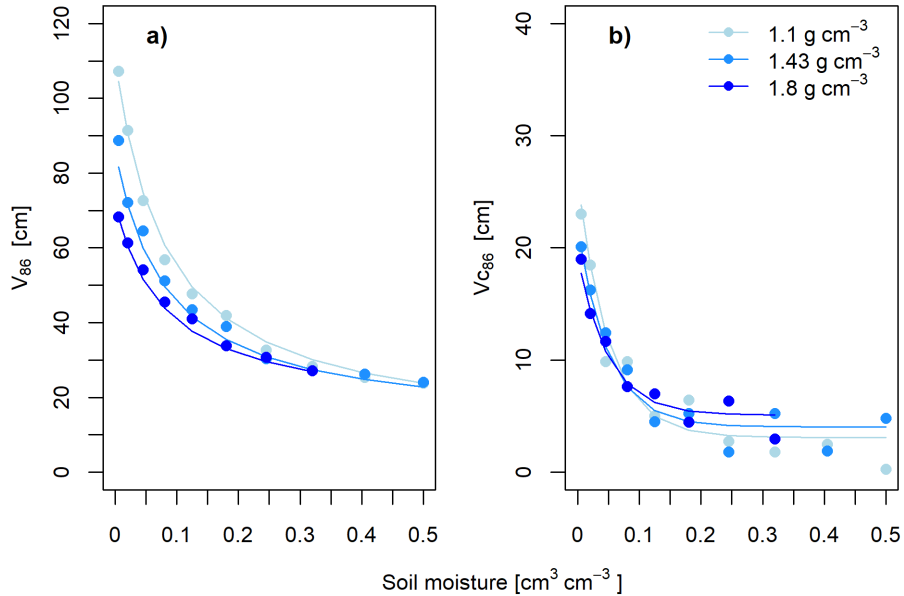 a)
V₈₆ [cm]
120
100
80
60
40
20
0
0 0.1 0.2 0.3 0.4 0.5
b)
1.1 g cm⁻³
1.43 g cm⁻³
1.8 g cm⁻³
Vc₈₆ [cm]
40
30
20
10
0
0 0.1 0.2 0.3 0.4 0.5
Soil moisture [cm³ cm⁻³ ]